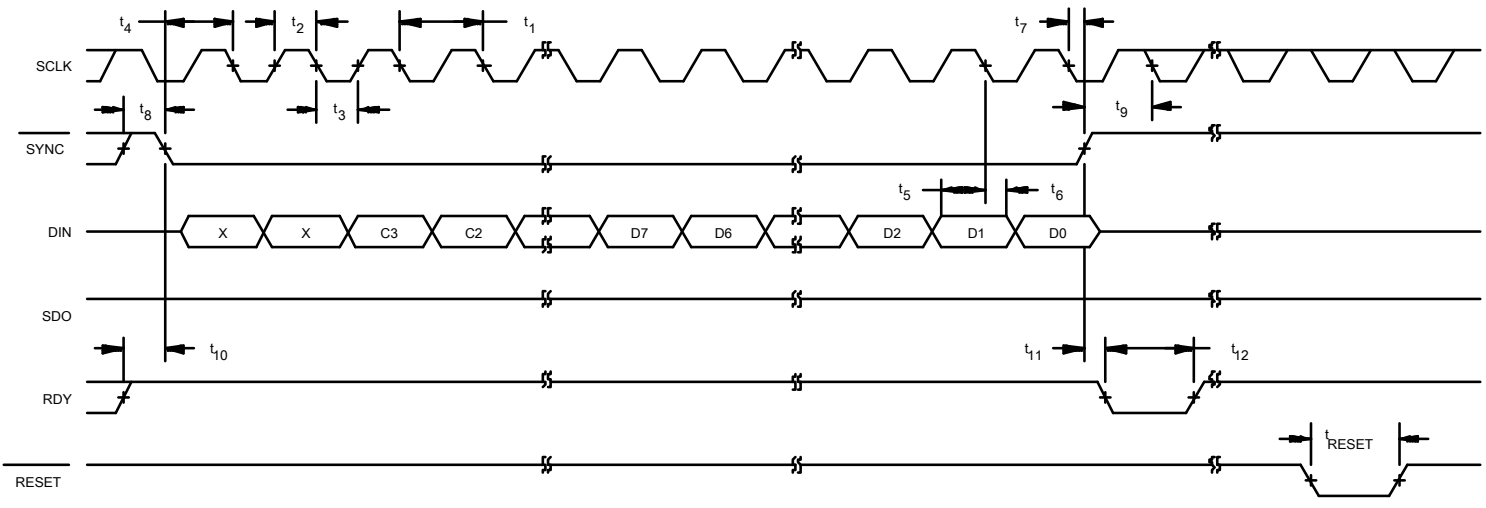 t4 t2 t1 t7
SCLK
t8 t3 t9
SYNC
t5 t6
DIN X X C3 C2 D7 D6 D2 D1 D0
SDO
t10 t11 t12
RDY
tRESET
RESET